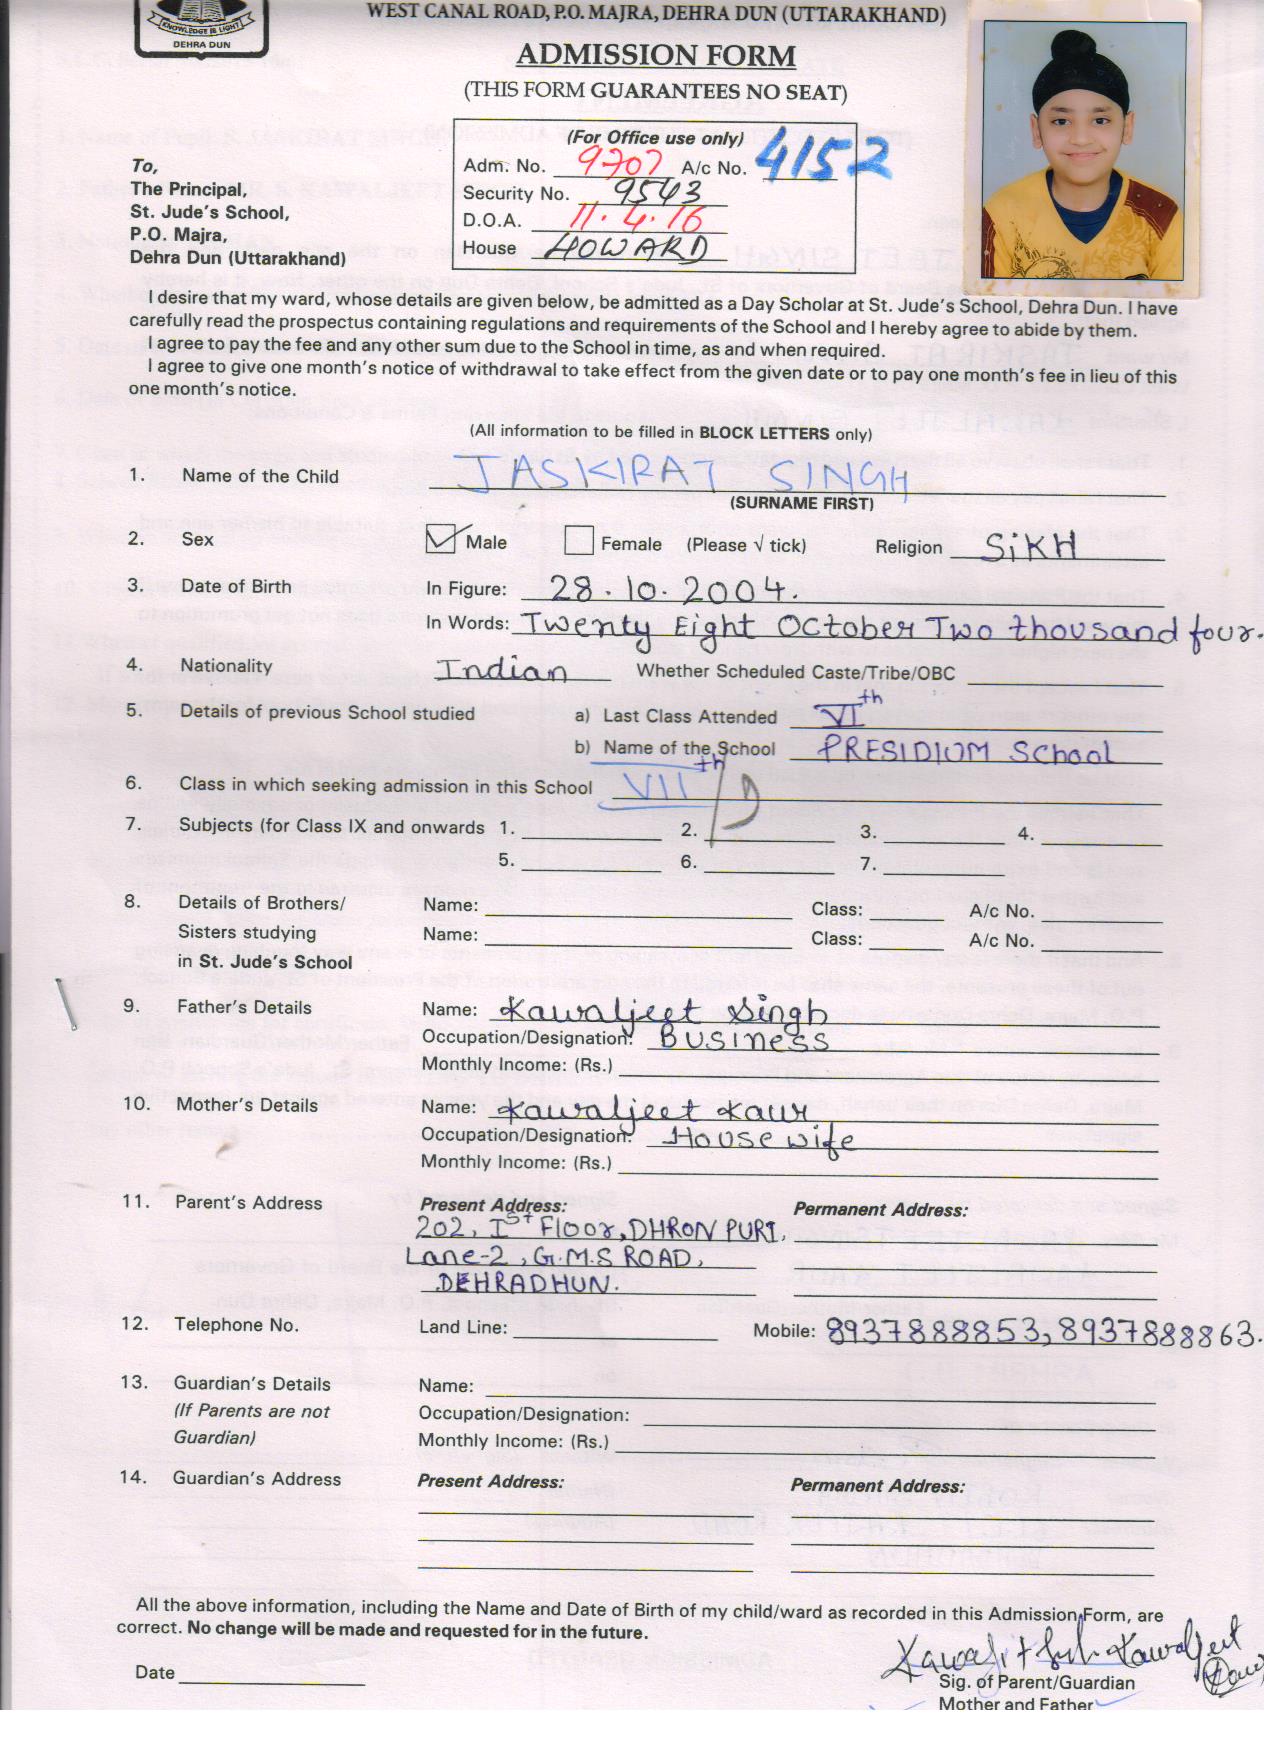 KNOWLEDGE IS LIGHT
DEHRA DUN
WEST CANAL ROAD, P.O. MAJRA, DEHRA DUN (UTTARAKHAND)
ADMISSION FORM
(THIS FORM GUARANTEES NO SEAT)
(For Office use only)
Adm. No. 9707 A/c No. 4152
Security No. 9543
D.O.A. 11.4.16
House HOWARD
To,
The Principal,
St. Jude's School,
P.O. Majra,
Dehra Dun (Uttarakhand)
I desire that my ward, whose details are given below, be admitted as a Day Scholar at St. Jude's School, Dehra Dun. I have
carefully read the prospectus containing regulations and requirements of the School and I hereby agree to abide by them.
I agree to pay the fee and any other sum due to the School in time, as and when required.
I agree to give one month's notice of withdrawal to take effect from the given date or to pay one month's fee in lieu of this
one month's notice.
(All information to be filled in BLOCK LETTERS only)
1. Name of the Child JASKIRAT SINGH
(SURNAME FIRST)
2. Sex Male Female (Please √ tick) Religion SiKH
3. Date of Birth In Figure: 28.10.2004.
In Words: Twenty Eight OctobeR Two thousand four.
4. Nationality Indian Whether Scheduled Caste/Tribe/OBC
5. Details of previous School studied a) Last Class Attended VIth
b) Name of the School PRESIDIUM School
6. Class in which seeking admission in this School VIIth/D
7. Subjects (for Class IX and onwards 1. 2. 3. 4.
5. 6. 7.
8. Details of Brothers/ Name: Class: A/c No.
Sisters studying Name: Class: A/c No.
in St. Jude's School
9. Father's Details Name: Kawaljeet Singh
Occupation/Designation: Business
Monthly Income: (Rs.)
10. Mother's Details Name: Kawaljeet Kaur
Occupation/Designation: House wife
Monthly Income: (Rs.)
11. Parent's Address Present Address: Permanent Address:
202, Ist Floor, DHRON PURI,
Lane-2, G.M.S ROAD,
DEHRADHUN.
12. Telephone No. Land Line: Mobile: 8937888853, 8937888863.
13. Guardian's Details Name:
(If Parents are not Occupation/Designation:
Guardian) Monthly Income: (Rs.)
14. Guardian's Address Present Address: Permanent Address:
All the above information, including the Name and Date of Birth of my child/ward as recorded in this Admission Form, are
correct. No change will be made and requested for in the future.
Kawaljeet Kaur
Date Sig. of Parent/Guardian
Mother and Father